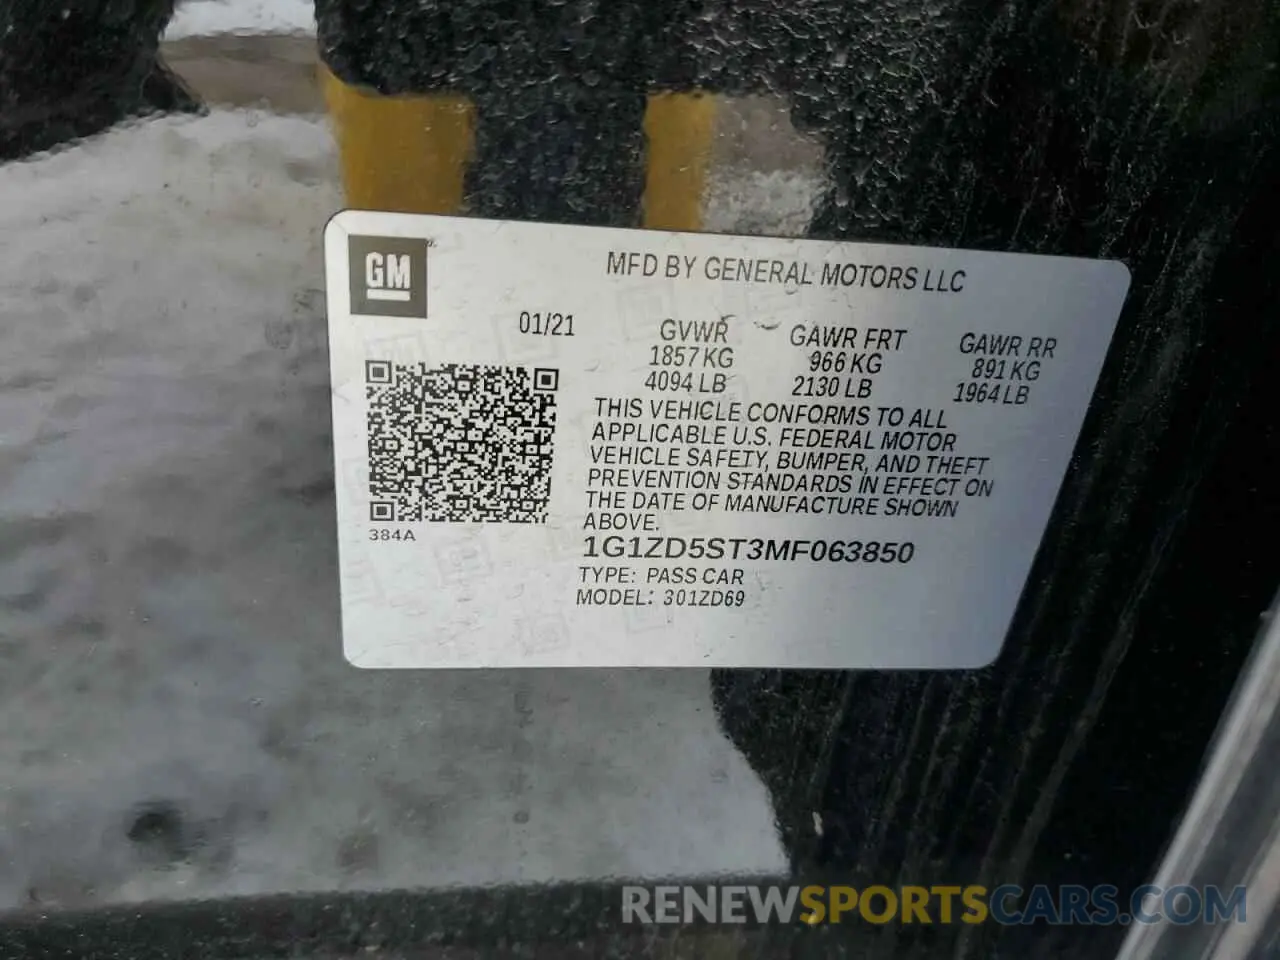 GM
MFD BY GENERAL MOTORS LLC
01/21
GVWR GAWR FRT GAWR RR
1857 KG 966 KG 891 KG
4094 LB 2130 LB 1964 LB
THIS VEHICLE CONFORMS TO ALL
APPLICABLE U.S. FEDERAL MOTOR
VEHICLE SAFETY, BUMPER, AND THEFT
PREVENTION STANDARDS IN EFFECT ON
THE DATE OF MANUFACTURE SHOWN
ABOVE.
384A
1G1ZD5ST3MF063850
TYPE: PASS CAR
MODEL: 301ZD69
RENEWSPORTSCARS.COM